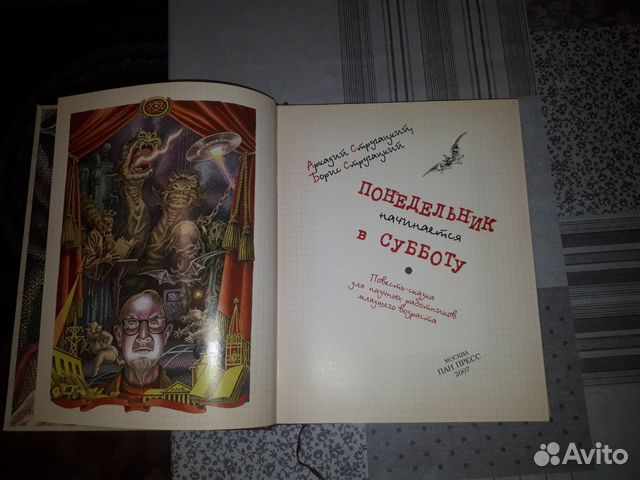 Аркадий Стругацкий,
Борис Стругацкий
ПОНЕДЕЛЬНИК
начинается
в СУББОТУ
Повесть-сказка
для научных работников
младшего возраста
МОСКВА
ПАН ПРЕСС
2007
Avito